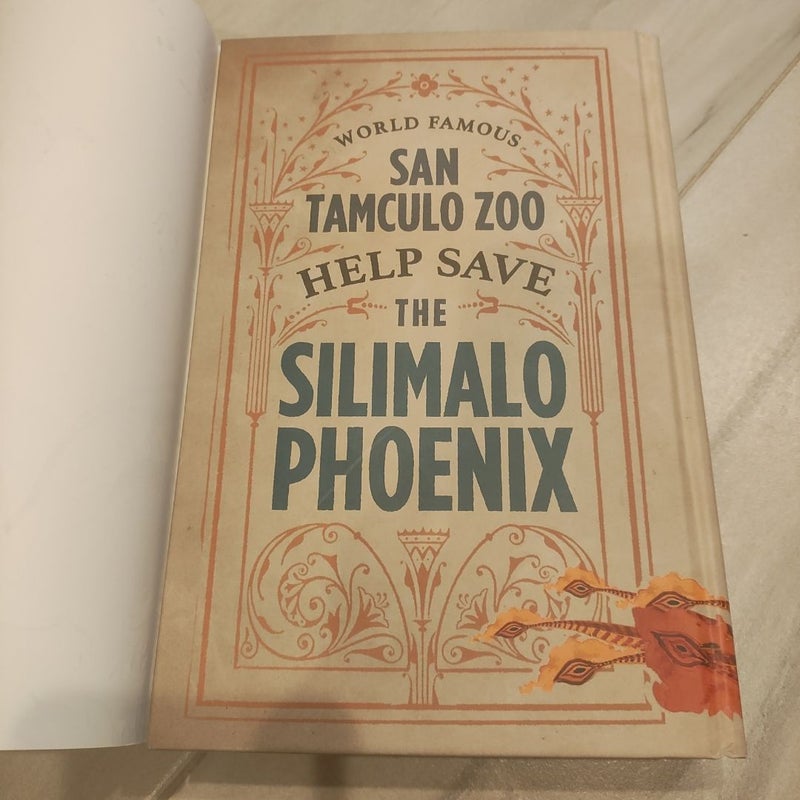 WORLD FAMOUS
SAN
TAMCULO ZOO
HELP SAVE
THE
SILIMALO
PHOENIX